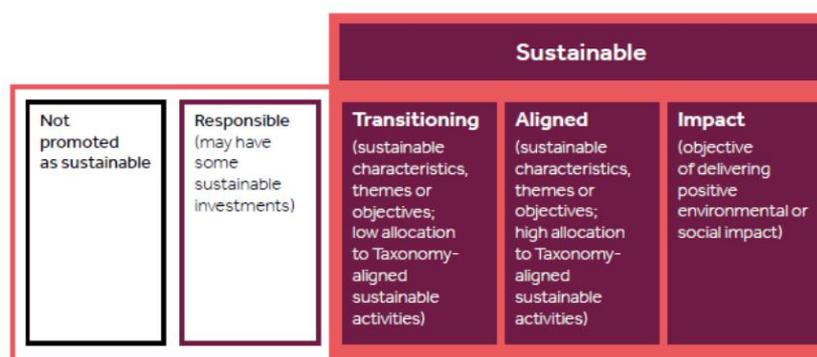 Sustainable
Not
promoted
as sustainable
Responsible
(may have
some
sustainable
investments)
Transitioning
(sustainable
characteristics,
themes or
objectives;
low allocation
to Taxonomy-
aligned
sustainable
activities)
Aligned
(sustainable
characteristics,
themes or
objectives;
high allocation
to Taxonomy-
aligned
sustainable
activities)
Impact
(objective
of delivering
positive
environmental or
social impact)